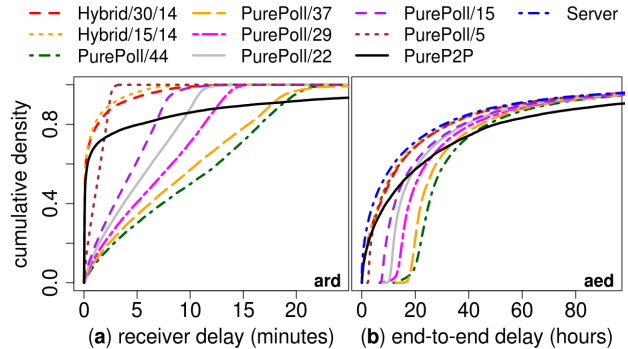 Hybrid/30/14 PurePoll/37 PurePoll/15 Server
Hybrid/15/14 PurePoll/29 PurePoll/5
PurePoll/44 PurePoll/22 PureP2P
cumulative density
0.0 0.4 0.8
ard
0 5 10 15 20
(a) receiver delay (minutes)
aed
0 20 40 60 80
(b) end-to-end delay (hours)